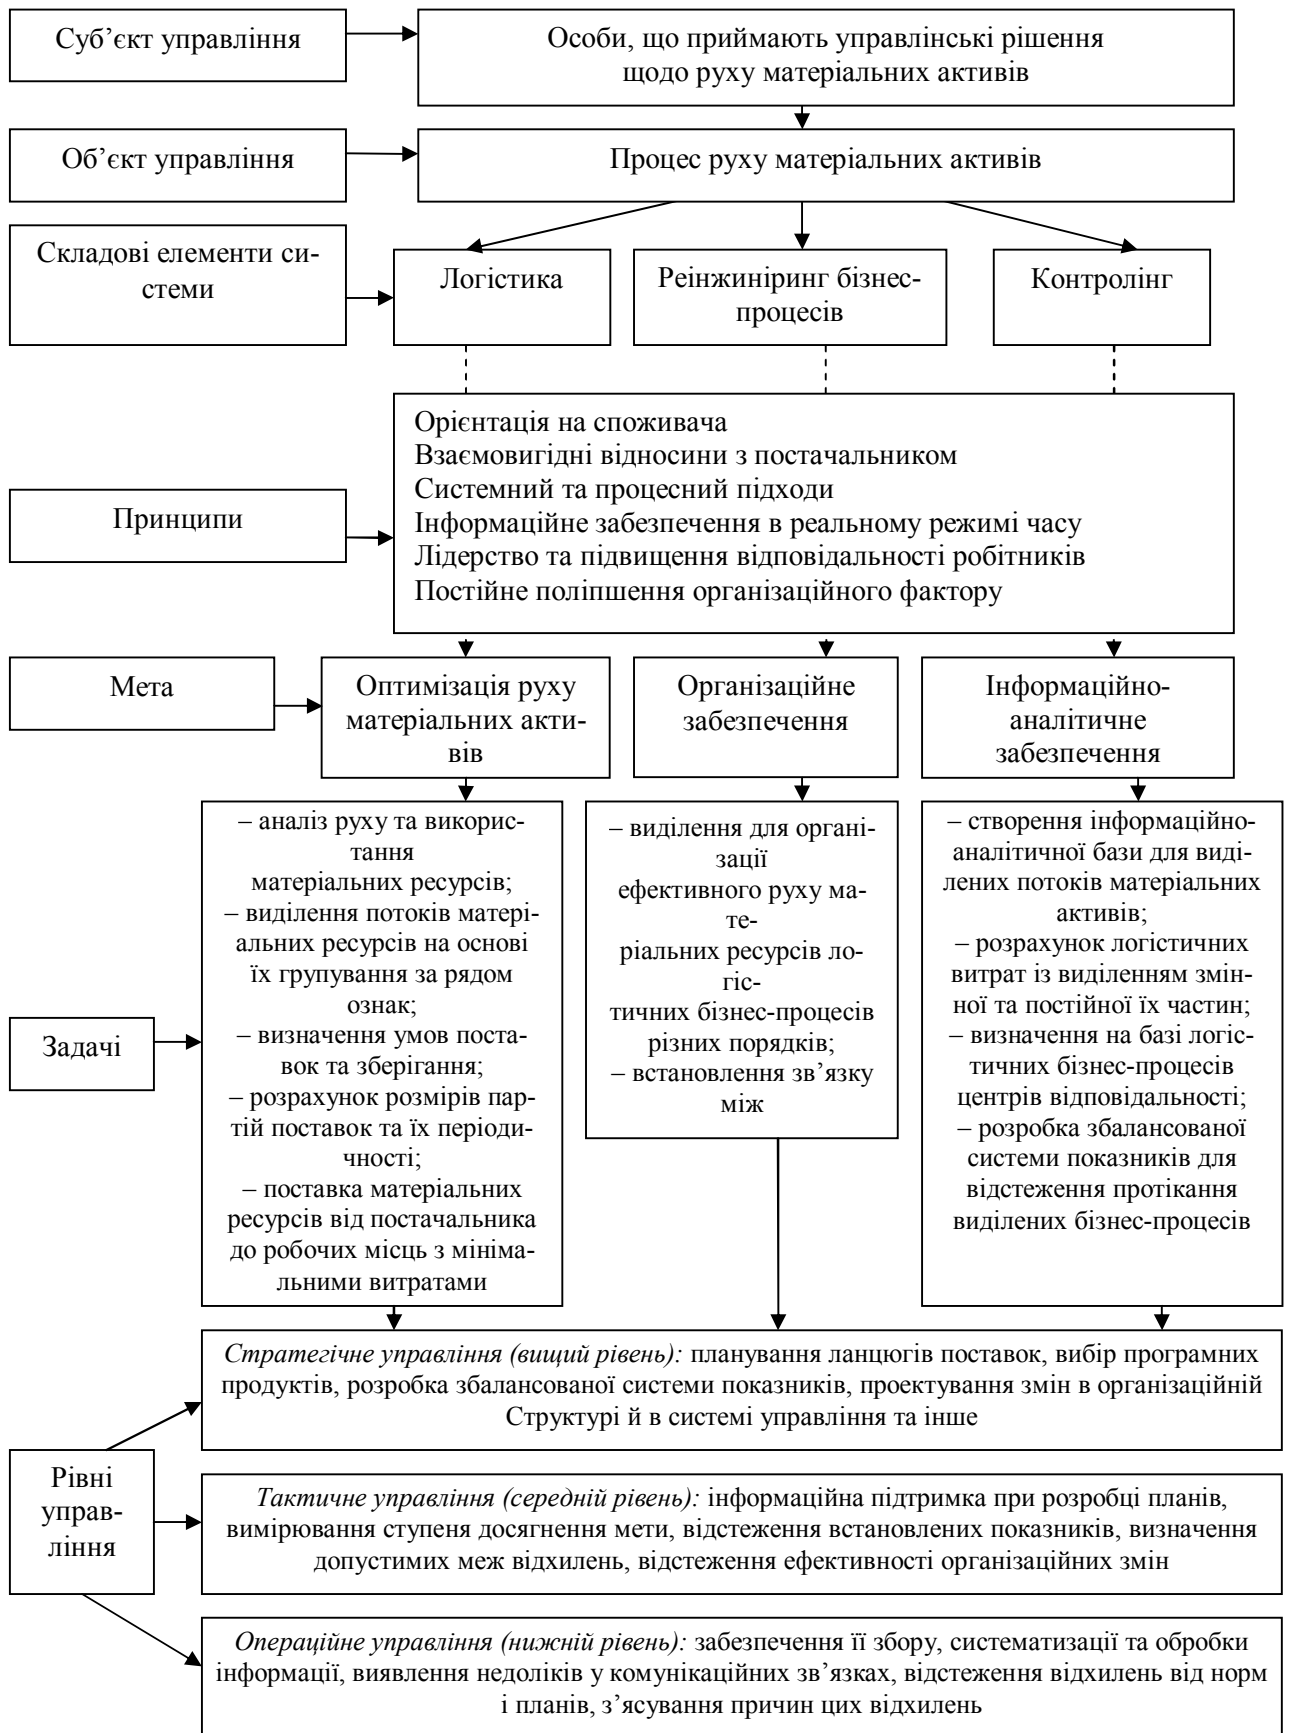 Суб’єкт управління
Особи, що приймають управлінські рішення
щодо руху матеріальних активів
Об’єкт управління
Процес руху матеріальних активів
Складові елементи си-
стеми
Логістика
Реінжиніринг бізнес-
процесів
Контролінг
Принципи
Орієнтація на споживача
Взаємовигідні відносини з постачальником
Системний та процесний підходи
Інформаційне забезпечення в реальному режимі часу
Лідерство та підвищення відповідальності робітників
Постійне поліпшення організаційного фактору
Мета
Оптимізація руху
матеріальних акти-
вів
Організаційне
забезпечення
Інформаційно-
аналітичне
забезпечення
Задачі
– аналіз руху та викорис-
тання
матеріальних ресурсів;
– виділення потоків матері-
альних ресурсів на основі
їх групування за рядом
ознак;
– визначення умов поста-
вок та зберігання;
– розрахунок розмірів пар-
тій поставок та їх періоди-
чності;
– поставка матеріальних
ресурсів від постачальника
до робочих місць з мініма-
льними витратами
– виділення для органі-
зації
ефективного руху ма-
те-
ріальних ресурсів ло-
гіс-
тичних бізнес-процесів
різних порядків;
– встановлення зв’язку
між
– створення інформаційно-
аналітичної бази для виді-
лених потоків матеріальних
активів;
– розрахунок логістичних
витрат із виділенням змін-
ної та постійної їх частин;
– визначення на базі логіс-
тичних бізнес-процесів
центрів відповідальності;
– розробка збалансованої
системи показників для
відстеження протікання
виділених бізнес-процесів
Рівні
управ-
ління
Стратегічне управління (вищий рівень): планування ланцюгів поставок, вибір програмних
продуктів, розробка збалансованої системи показників, проектування змін в організаційній
Структурі й в системі управління та інше
Тактичне управління (середній рівень): інформаційна підтримка при розробці планів,
вимірювання ступеня досягнення мети, відстеження встановлених показників, визначення
допустимих меж відхилень, відстеження ефективності організаційних змін
Операційне управління (нижній рівень): забезпечення її збору, систематизації та обробки
інформації, виявлення недоліків у комунікаційних зв’язках, відстеження відхилень від норм
і планів, з’ясування причин цих відхилень